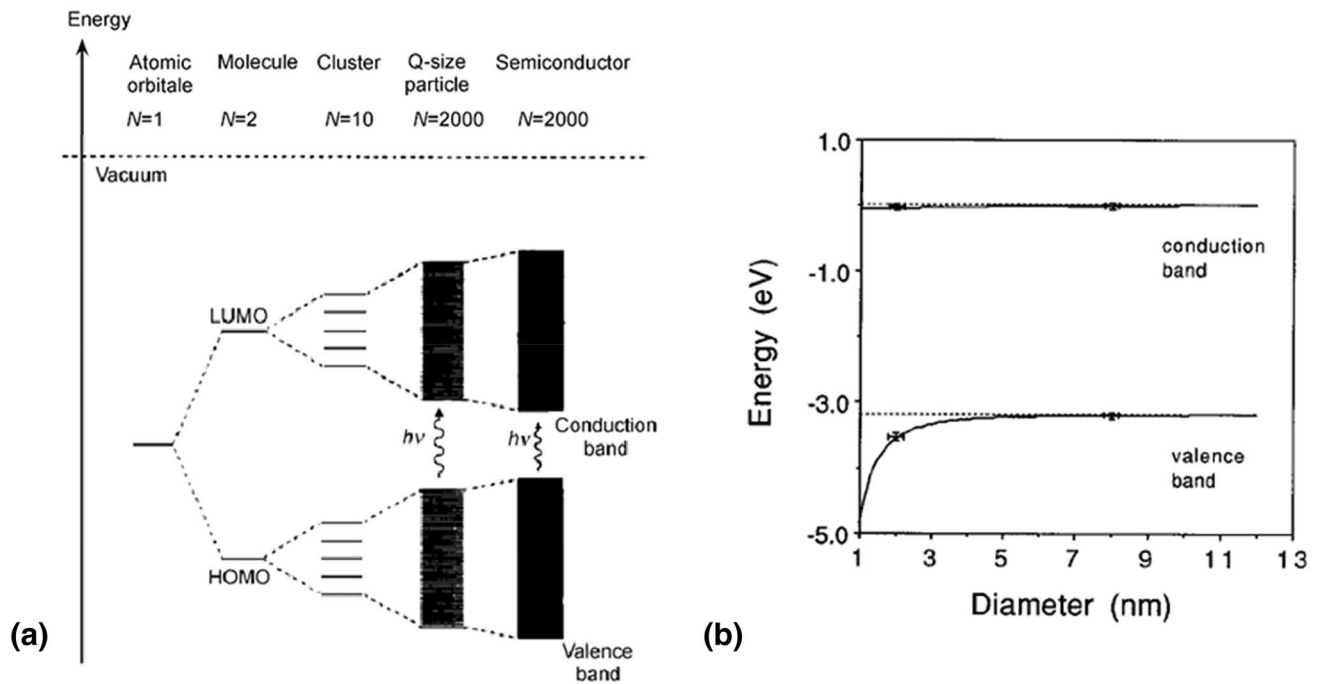 Energy
Atomic
orbitale
Molecule
Cluster
Q-size
particle
Semiconductor
N=1
N=2
N=10
N=2000
N=2000
Vacuum
LUMO
hν
hν
Conduction
band
HOMO
Valence
band
(a)
1.0
-1.0
-3.0
-5.0
Energy (eV)
conduction
band
valence
band
1
3
5
7
9
11
13
Diameter (nm)
(b)